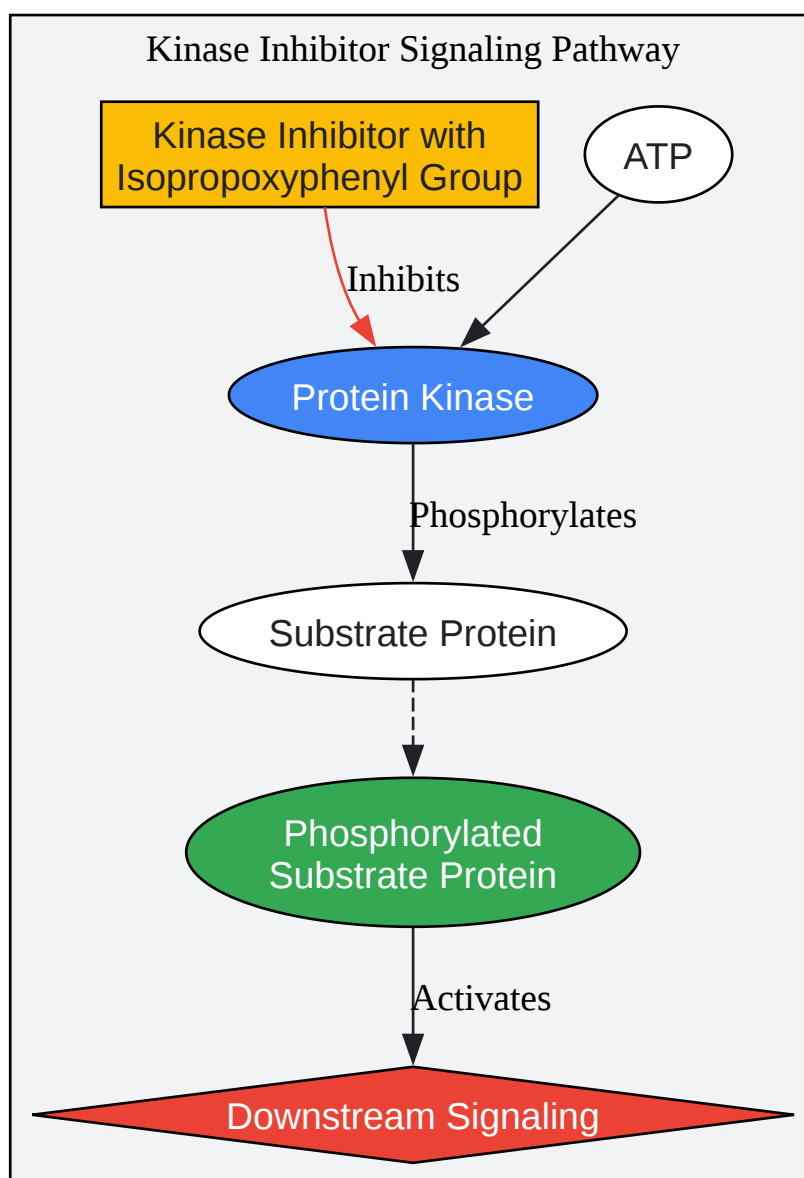 Kinase Inhibitor Signaling Pathway
Kinase Inhibitor with
Isopropoxyphenyl Group
ATP
Inhibits
Protein Kinase
Phosphorylates
Substrate Protein
Phosphorylated
Substrate Protein
Activates
Downstream Signaling